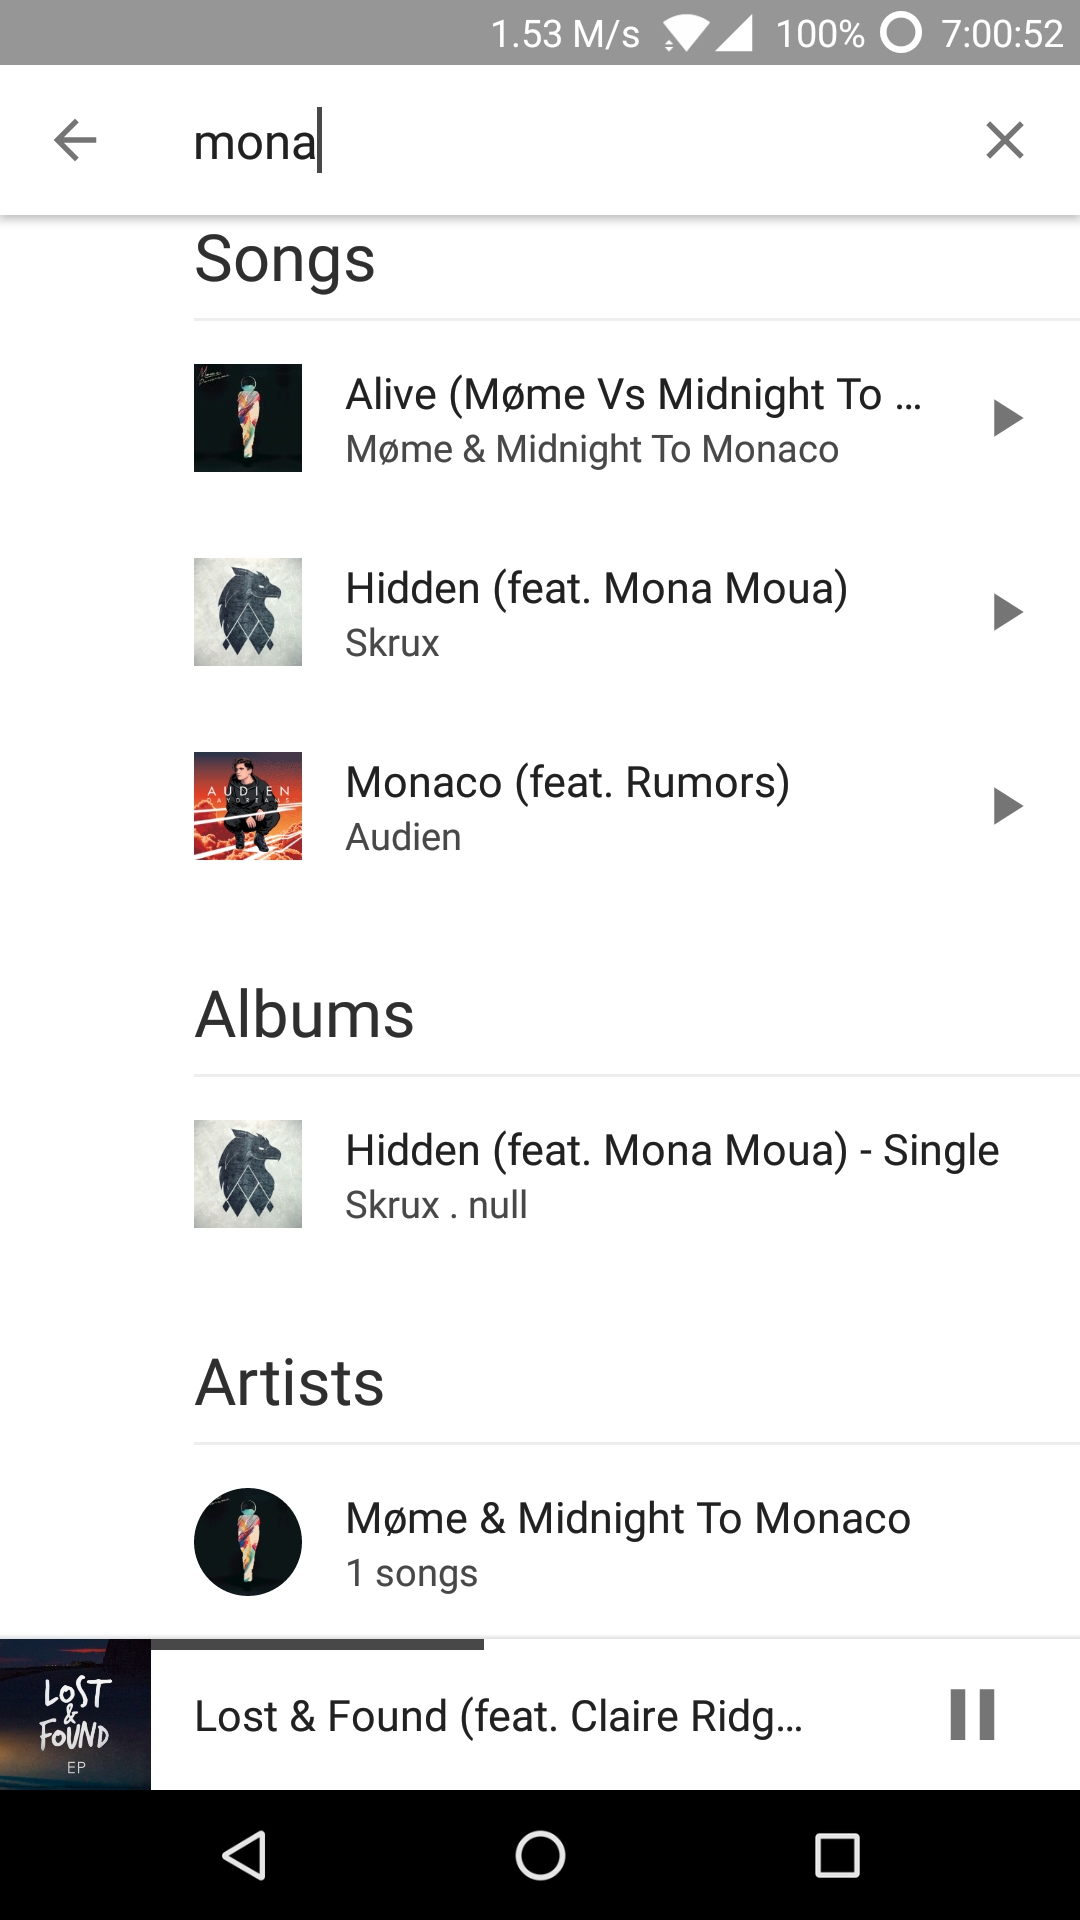 1.53 M/s 100% 7:00:52
mona
Songs
Alive (Møme Vs Midnight To ...
Møme & Midnight To Monaco
Hidden (feat. Mona Moua)
Skrux
AUDIEN
DAYDREAMS
Monaco (feat. Rumors)
Audien
Albums
Hidden (feat. Mona Moua) - Single
Skrux . null
Artists
Møme & Midnight To Monaco
1 songs
LOST
&
FOUND
EP
Lost & Found (feat. Claire Ridg...